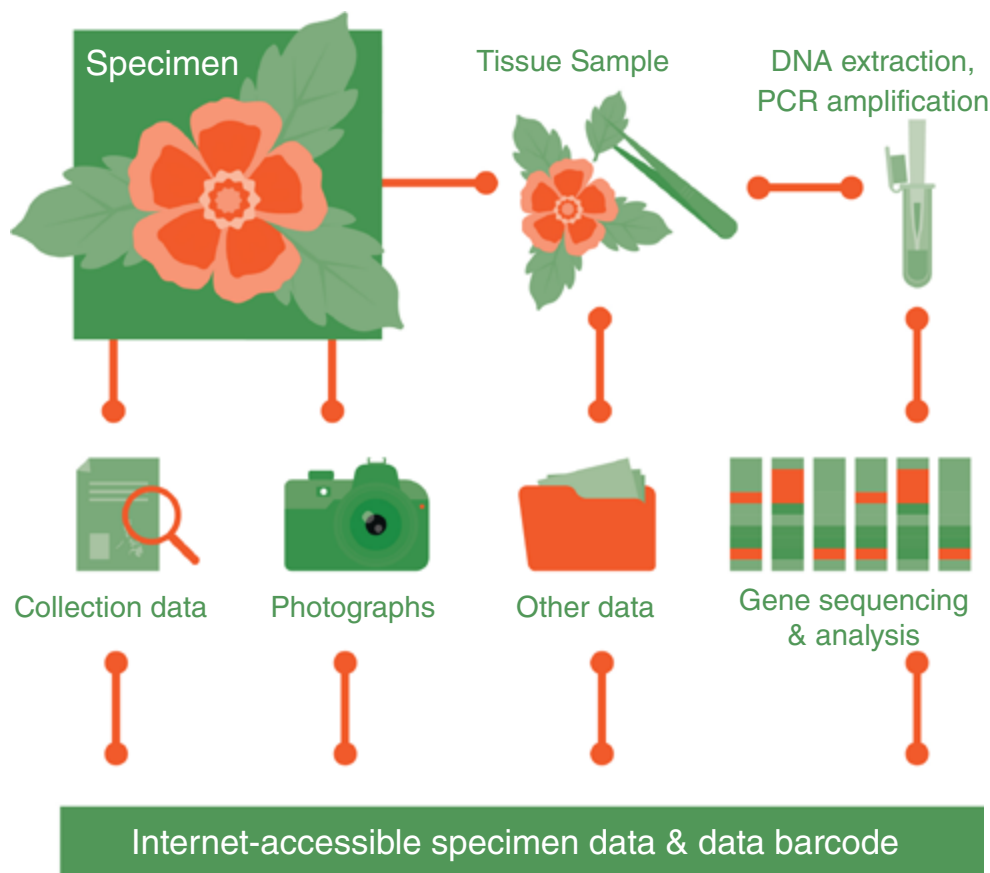 Specimen
Tissue Sample
DNA extraction,
PCR amplification
Collection data
Photographs
Other data
Gene sequencing
& analysis
Internet-accessible specimen data & data barcode